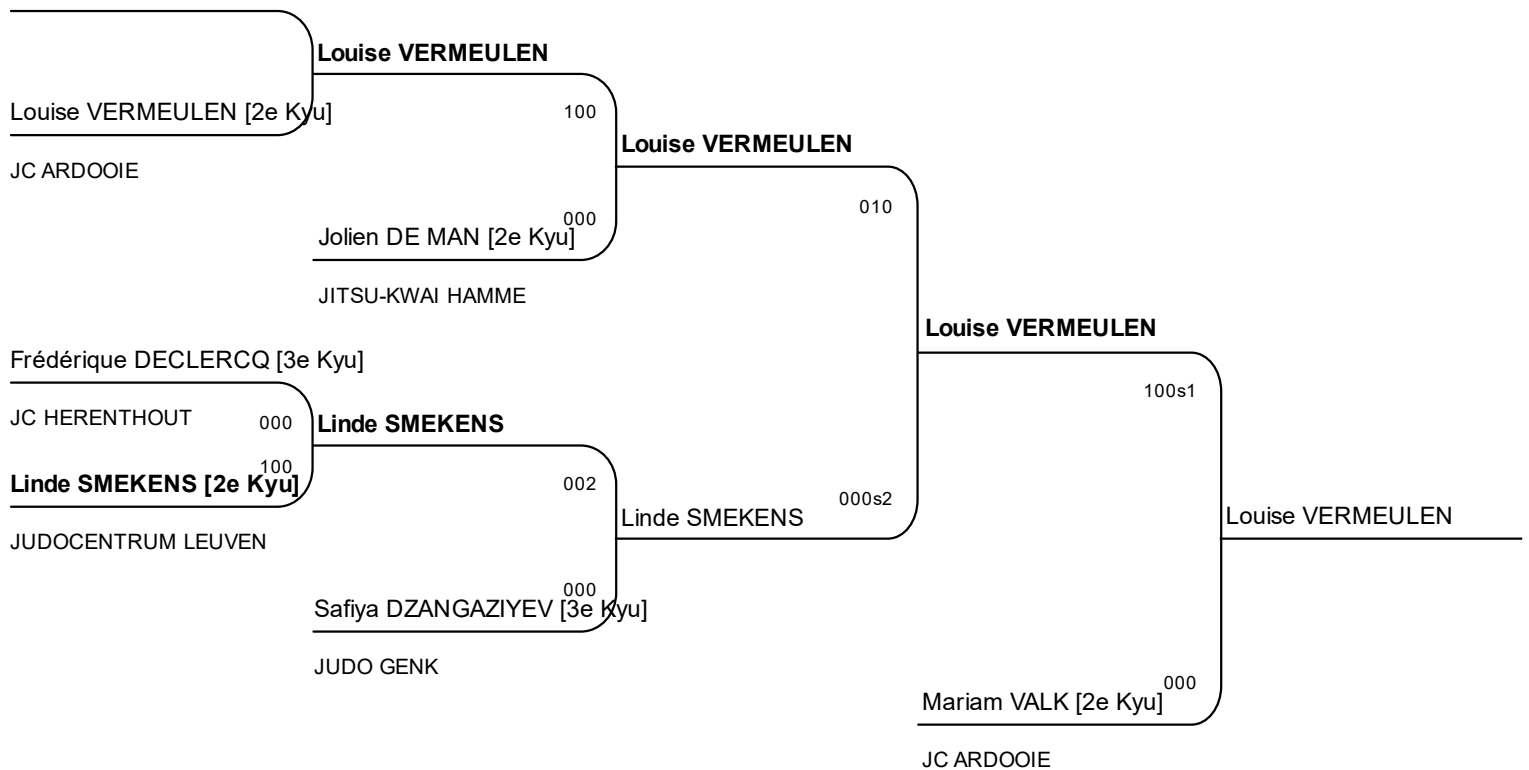 Louise VERMEULEN
Louise VERMEULEN [2e Kyu]
100
Louise VERMEULEN
JC ARDOOIE
010
000
Jolien DE MAN [2e Kyu]
JITSU-KWAI HAMME
Louise VERMEULEN
Frédérique DECLERCQ [3e Kyu]
100s1
JC HERENTHOUT
000
Linde SMEKENS
100
Linde SMEKENS [2e Kyu]
002
000s2
Linde SMEKENS
Louise VERMEULEN
JUDOCENTRUM LEUVEN
000
Safiya DZANGAZIYEV [3e Kyu]
JUDO GENK
000
Mariam VALK [2e Kyu]
JC ARDOOIE